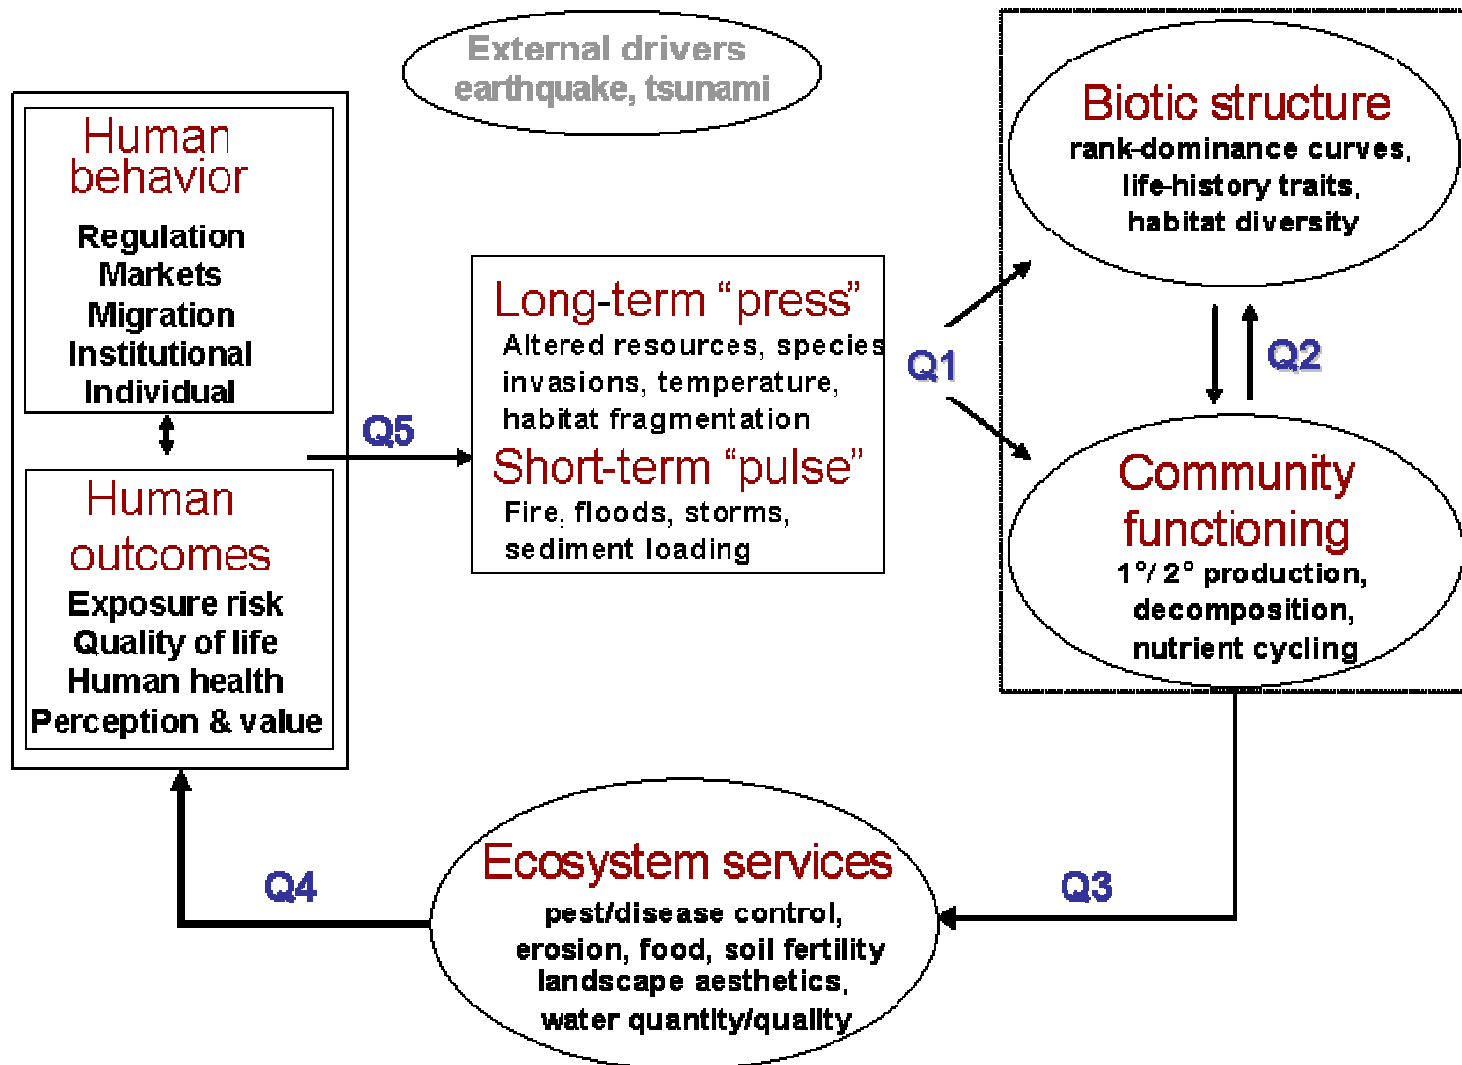 External drivers
earthquake, tsunami
Human
behavior
Regulation
Markets
Migration
Institutional
Individual
Human
outcomes
Exposure risk
Quality of life
Human health
Perception & value
Q5
Long-term “press”
Altered resources, species
invasions, temperature,
habitat fragmentation
Short-term “pulse”
Fire, floods, storms,
sediment loading
Q1
Biotic structure
rank-dominance curves,
life-history traits,
habitat diversity
Q2
Community
functioning
1°/ 2° production,
decomposition,
nutrient cycling
Q3
Ecosystem services
pest/disease control,
erosion, food, soil fertility
landscape aesthetics,
water quantity/quality
Q4